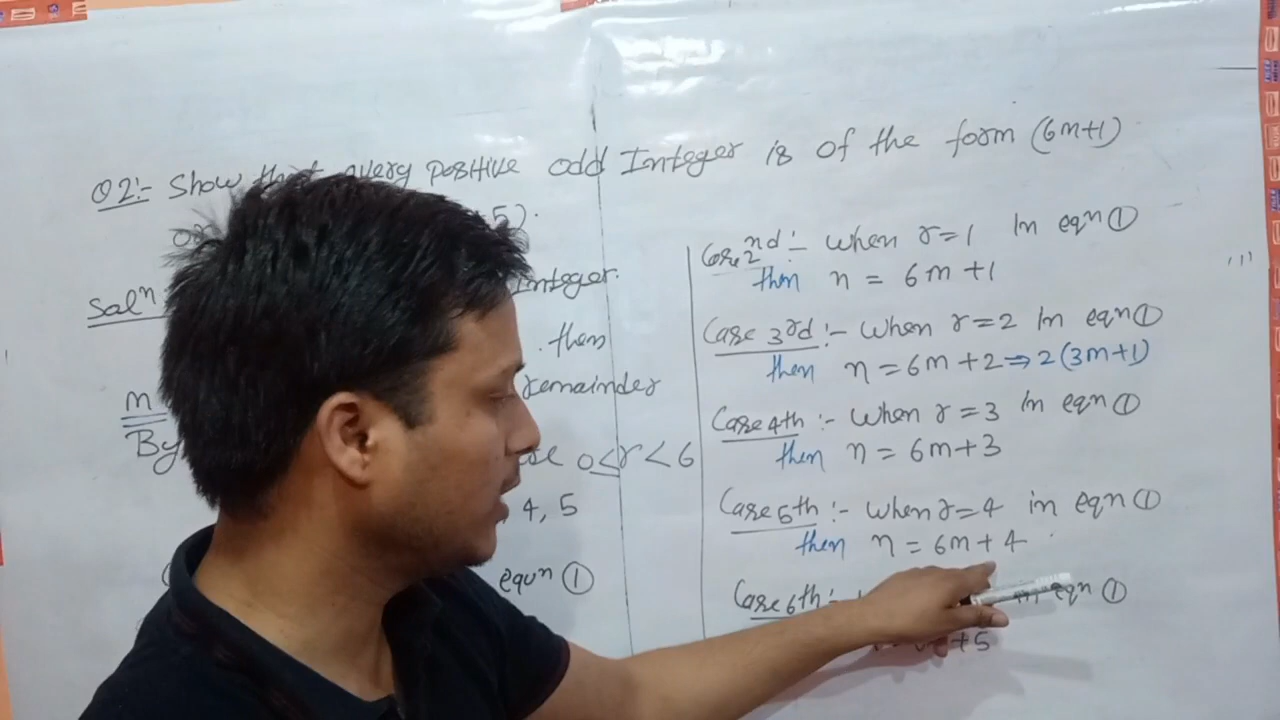 Q2:- Show that every positive odd Integer is of the form (6m+1)
5).
Sol^n Integer.
then
m remainder
By 0≤r<6
4, 5
equ^n ①
Case 2^nd :- when r=1 In eqn ①
then n = 6m+1
Case 3rd :- when r=2 In eqn ①
then n = 6m+2 → 2(3m+1)
Case 4th :- when r=3 in eqn ①
then n = 6m+3
Case 5th :- when r=4 in eqn ①
then n = 6m+4
Case 6th :- in eqn ①
+5